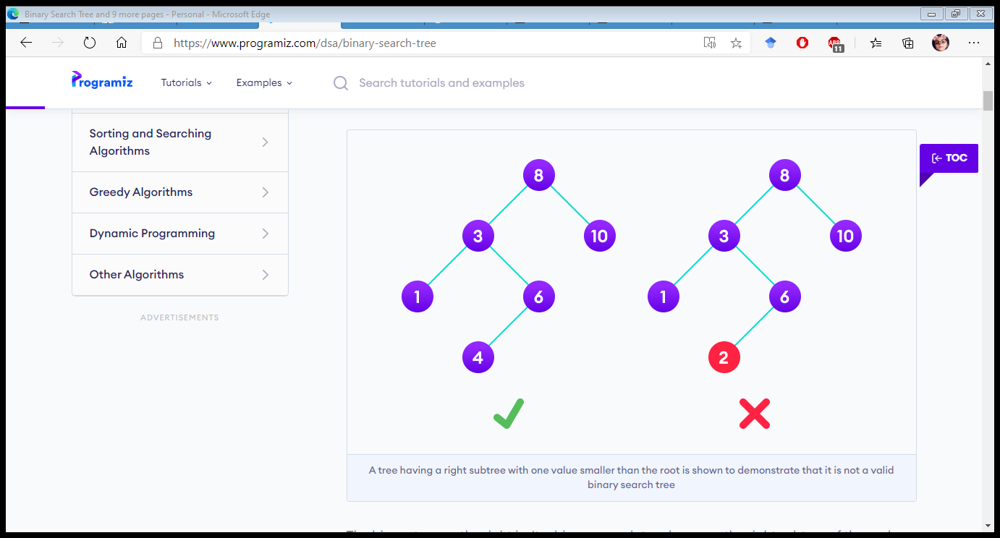 Binary Search Tree and 9 more pages - Personal - Microsoft Edge
https://www.programiz.com/dsa/binary-search-tree
ABP
11
Programiz
Tutorials
Examples
Search tutorials and examples
Sorting and Searching
Algorithms
Greedy Algorithms
Dynamic Programming
Other Algorithms
ADVERTISEMENTS
TOC
8
8
3
10
3
10
1
6
1
6
4
2
A tree having a right subtree with one value smaller than the root is shown to demonstrate that it is not a valid
binary search tree